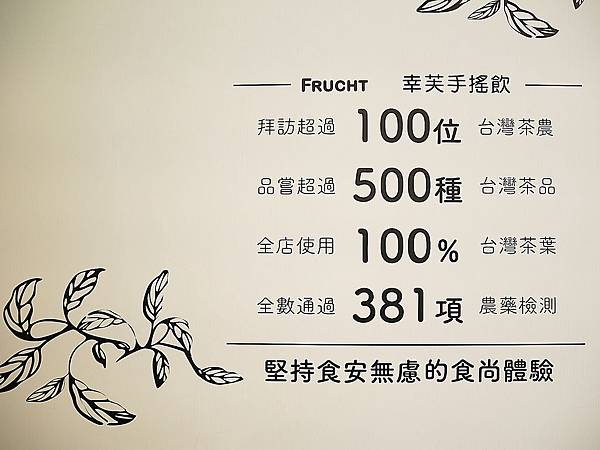 FRUCHT 幸芙手搖飲
拜訪超過 100位 台灣茶農
品嘗超過 500種 台灣茶品
全店使用 100% 台灣茶葉
全數通過 381項 農藥檢測
堅持食安無慮的食尚體驗